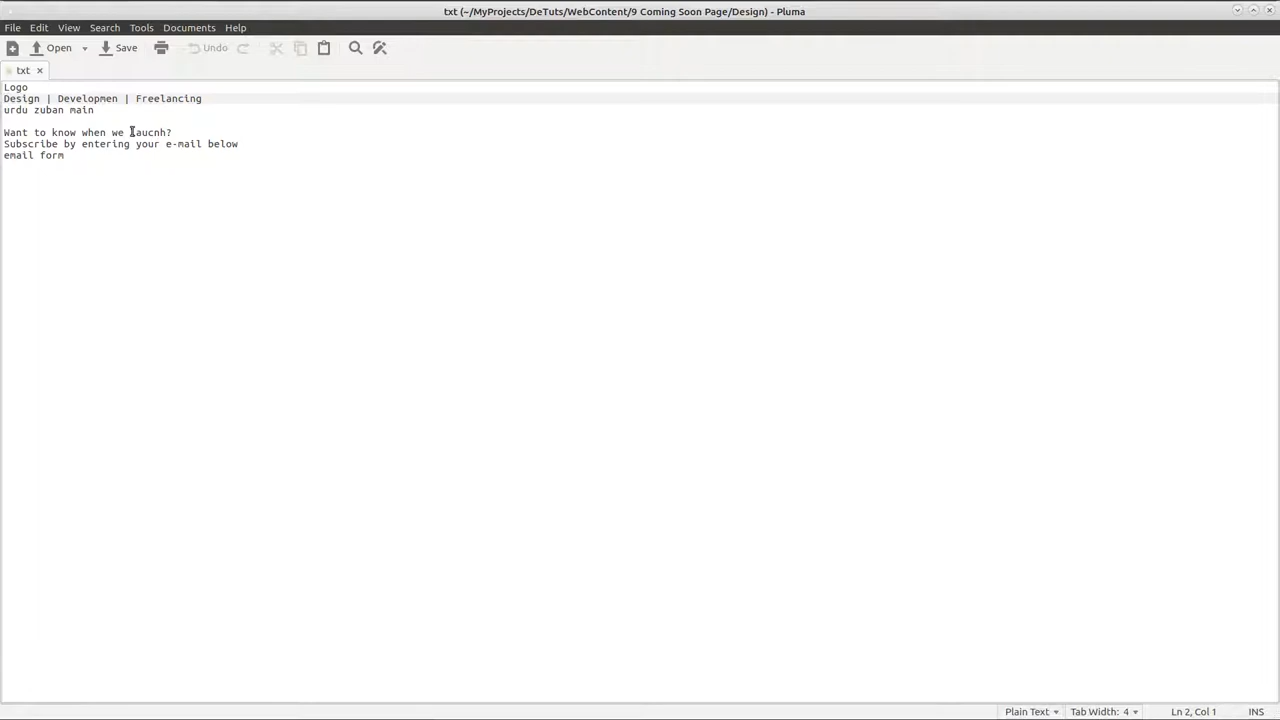 txt (~/MyProjects/DeTuts/WebContent/9 Coming Soon Page/Design) - Pluma
File Edit View Search Tools Documents Help
Open Save Undo
txt
Logo
Design | Developmen | Freelancing
urdu zuban main
Want to know when we laucnh?
Subscribe by entering your e-mail below
email form
Plain Text Tab Width: 4 Ln 2, Col 1 INS